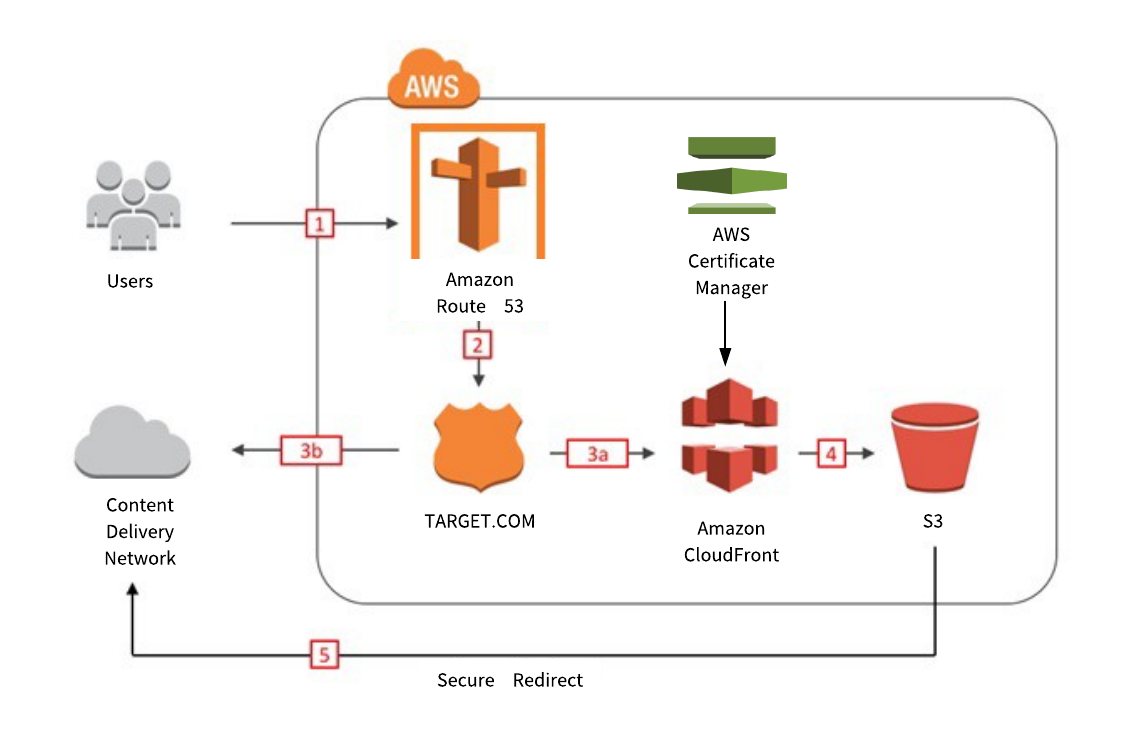 AWS
1
Users
Amazon
Route 53
AWS
Certificate
Manager
2
3b
3a
4
Content
Delivery
Network
TARGET.COM
Amazon
CloudFront
S3
5
Secure Redirect